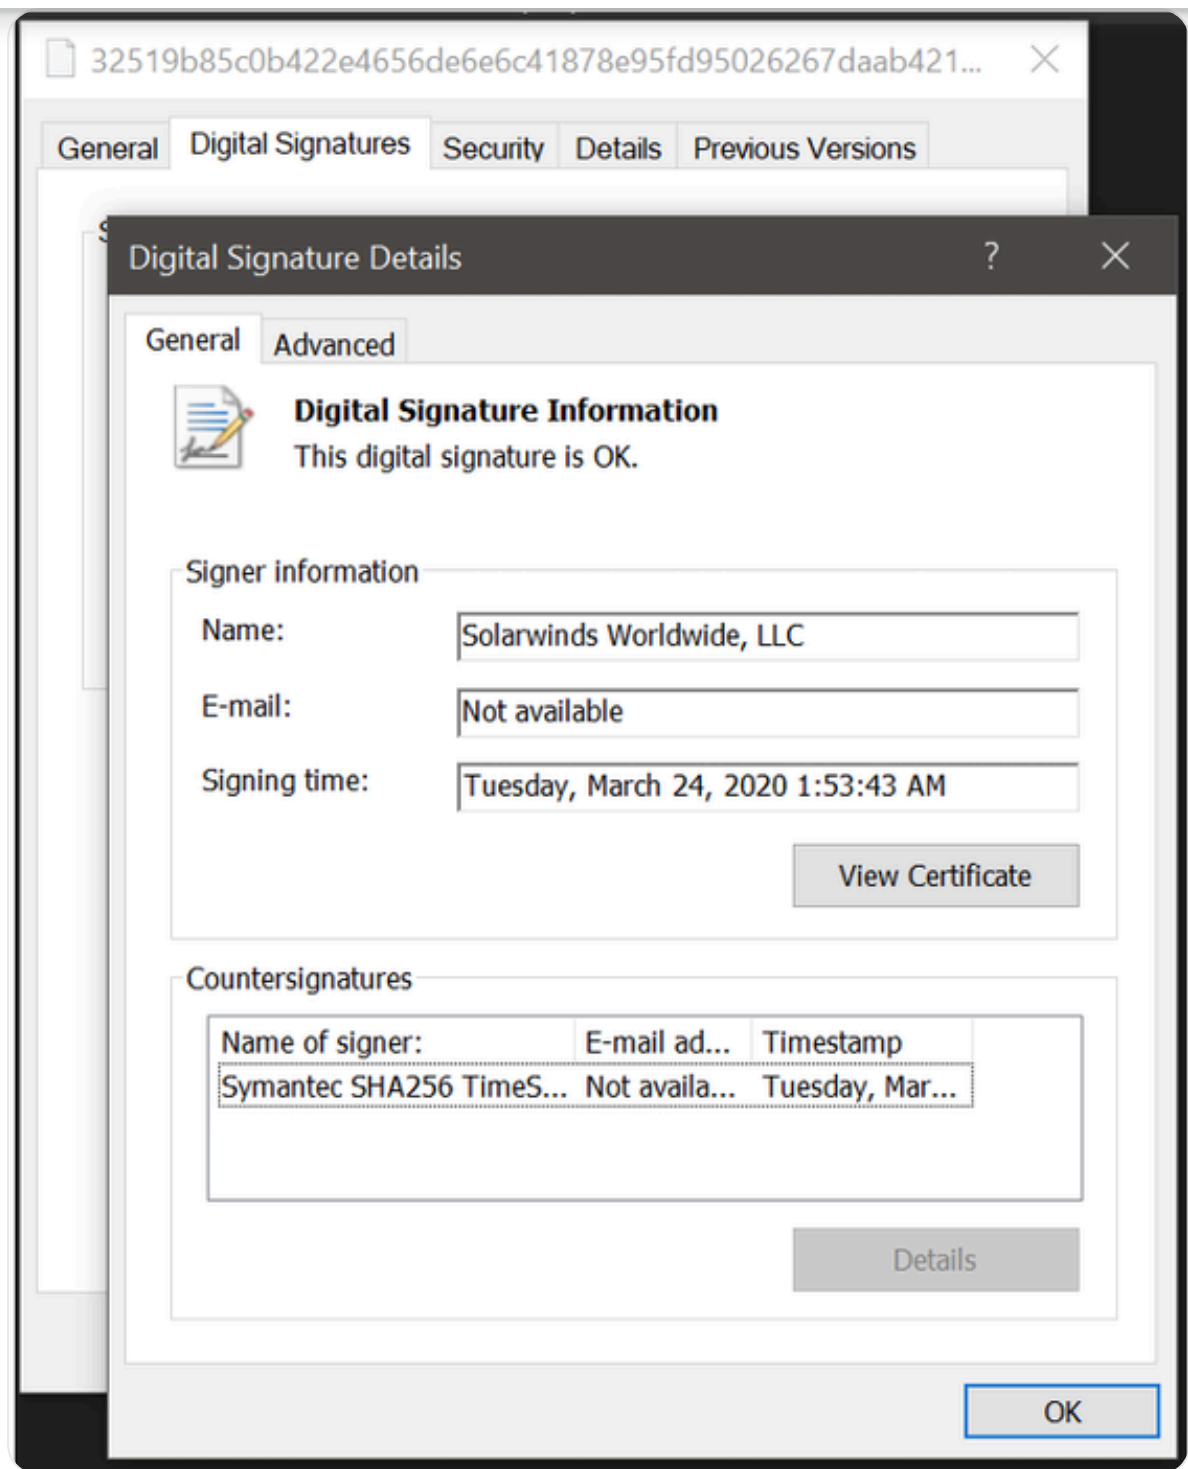 32519b85c0b422e4656de6e6c41878e95fd95026267daab421...
General Digital Signatures Security Details Previous Versions
S
Digital Signature Details ?
General Advanced
Digital Signature Information
This digital signature is OK.
Signer information
Name: Solarwinds Worldwide, LLC
E-mail: Not available
Signing time: Tuesday, March 24, 2020 1:53:43 AM
View Certificate
Countersignatures
Name of signer: E-mail ad... Timestamp
Symantec SHA256 TimeS... Not availa... Tuesday, Mar...
Details
OK